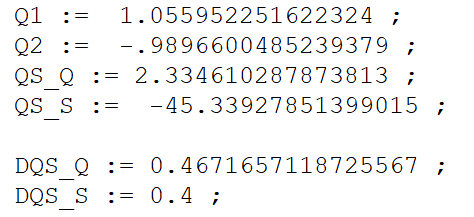 Q1 :=  1.055952251622324 ;
Q2 :=  -.9896600485239379 ;
QS_Q := 2.334610287873813 ;
QS_S :=  -45.33927851399015 ;

DQS_Q := 0.4671657118725567 ;
DQS_S := 0.4 ;